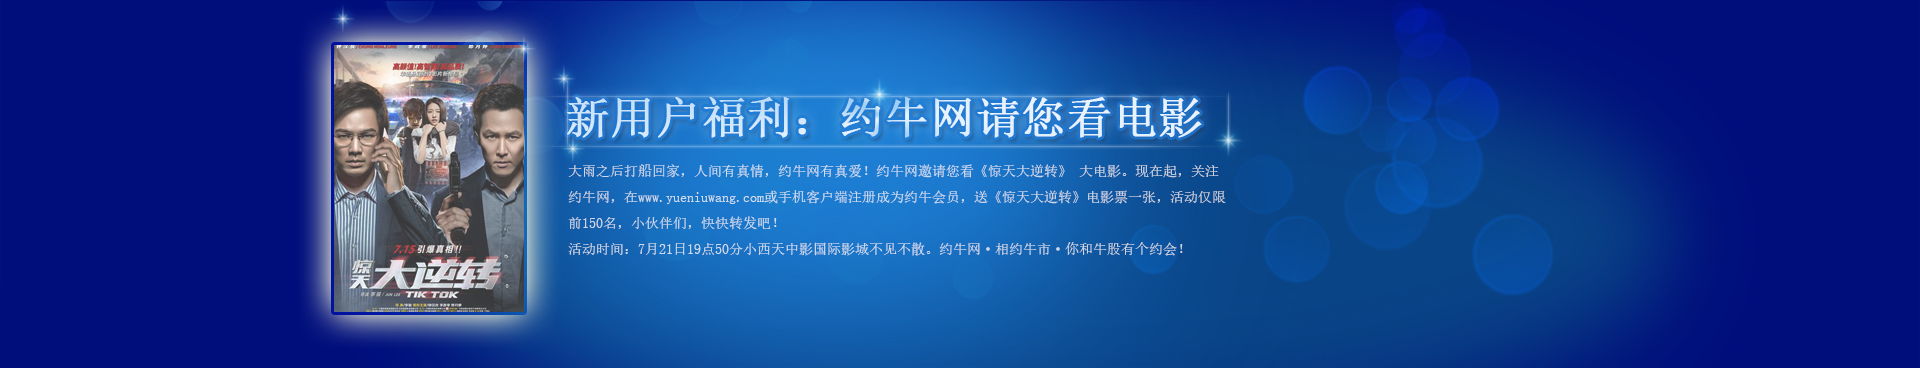 高颜值!高智商!
7.15 引爆真相!!
惊天
大逆转
TIK TOK
新用户福利：约牛网请您看电影
大雨之后打船回家，人间有真情，约牛网有真爱！约牛网邀请您看《惊天大逆转》 大电影。现在起，关注
约牛网，在www.yueniuwang.com或手机客户端注册成为约牛会员，送《惊天大逆转》电影票一张，活动仅限
前150名，小伙伴们，快快转发吧！
活动时间：7月21日19点50分小西天中影国际影城不见不散。约牛网·相约牛市·你和牛股有个约会！